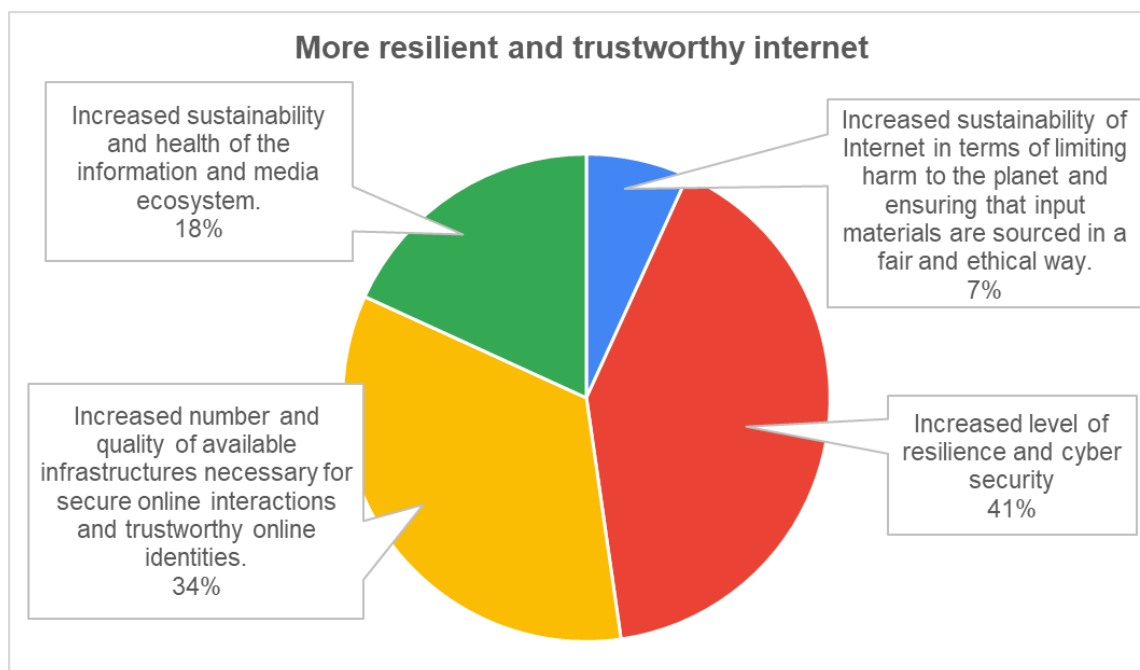 More resilient and trustworthy internet
Increased sustainability
and health of the
information and media
ecosystem.
18%
Increased sustainability of
Internet in terms of limiting
harm to the planet and
ensuring that input
materials are sourced in a
fair and ethical way.
7%
Increased number and
quality of available
infrastructures necessary for
secure online interactions
and trustworthy online
identities.
34%
Increased level of
resilience and cyber
security
41%